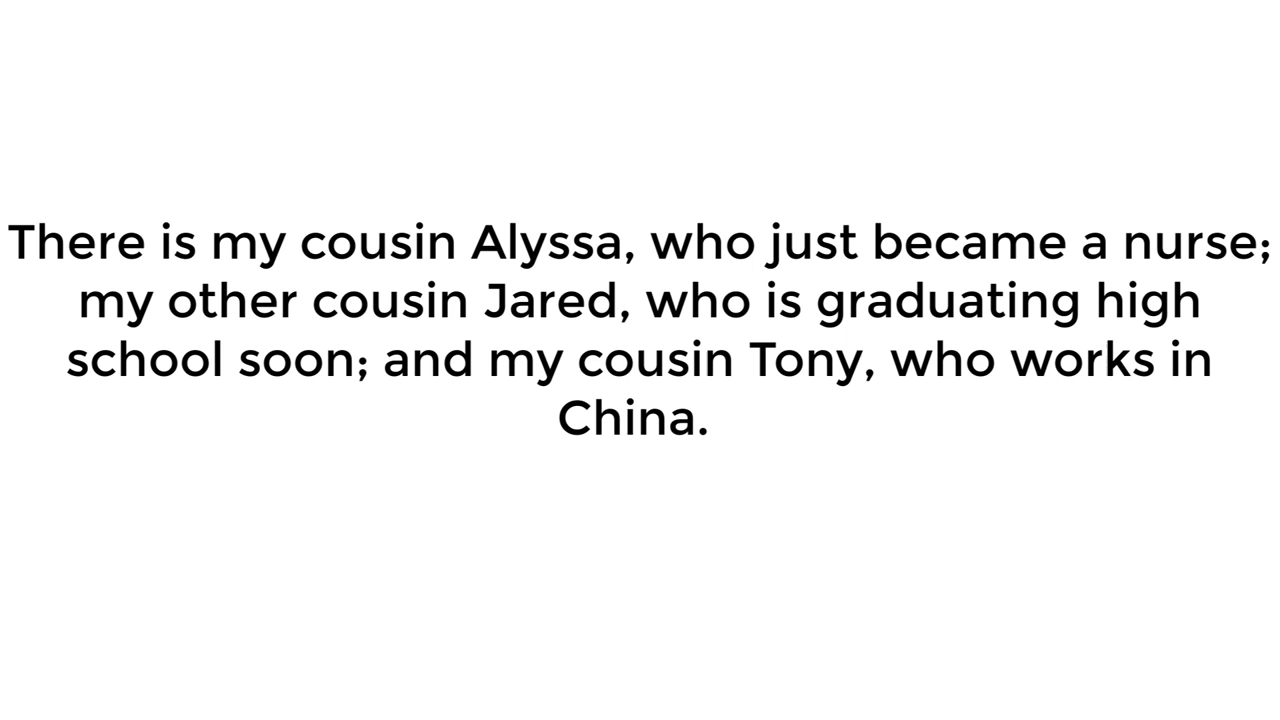 There is my cousin Alyssa, who just became a nurse;
my other cousin Jared, who is graduating high
school soon; and my cousin Tony, who works in
China.